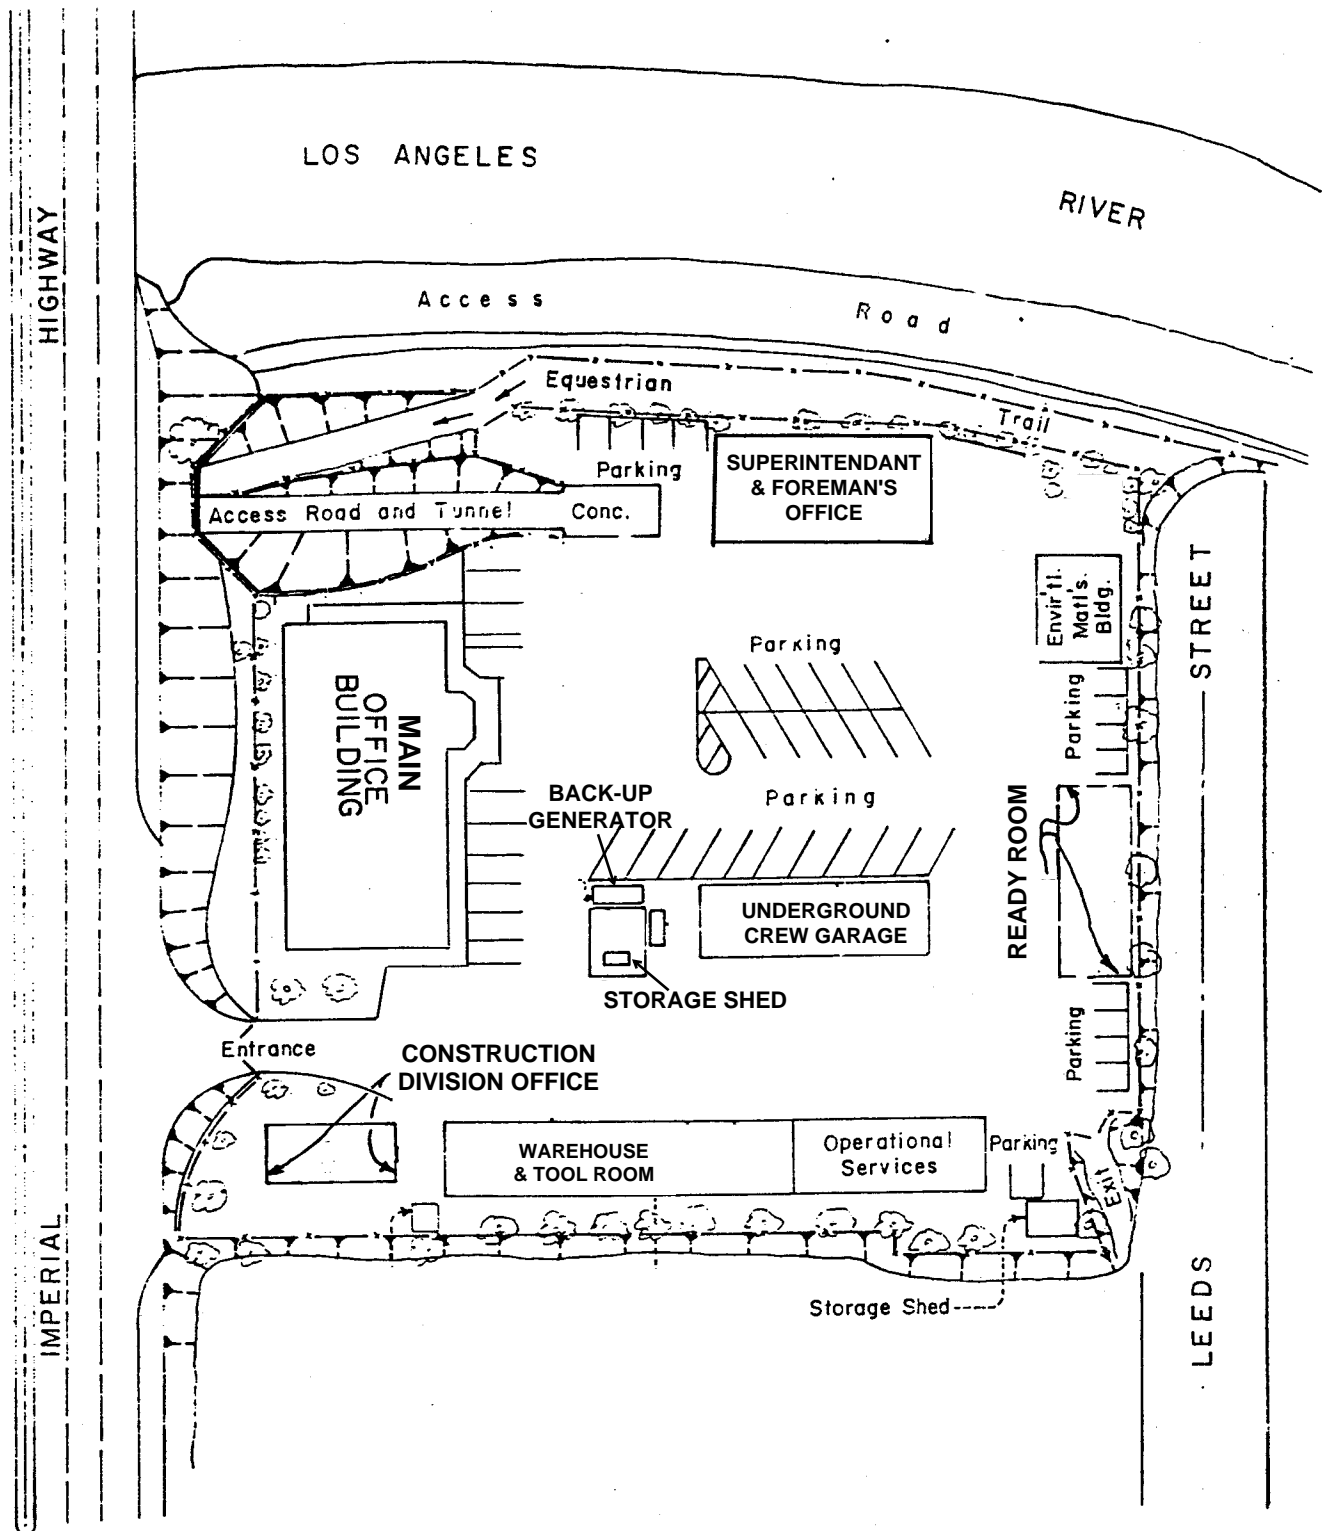 LOS ANGELES
RIVER
HIGHWAY
Access Road
Equestrian
Trail
Parking
SUPERINTENDANT
& FOREMAN'S
OFFICE
Access Road and Tunnel
Conc.
Envir'tl.
Matl's.
Bldg.
STREET
Parking
MAIN
OFFICE
BUILDING
Parking
Parking
BACK-UP
GENERATOR
READY ROOM
UNDERGROUND
CREW GARAGE
STORAGE SHED
Parking
Entrance
CONSTRUCTION
DIVISION OFFICE
WAREHOUSE
& TOOL ROOM
Operational
Services
Parking
Exit
Storage Shed
IMPERIAL
LEEDS